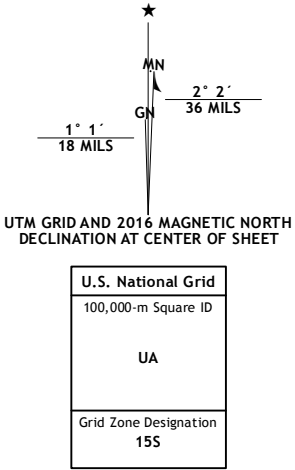 ★
MN
2° 2´
36 MILS
GN
1° 1´
18 MILS
UTM GRID AND 2016 MAGNETIC NORTH
DECLINATION AT CENTER OF SHEET
U.S. National Grid
100,000-m Square ID
UA
Grid Zone Designation
15S